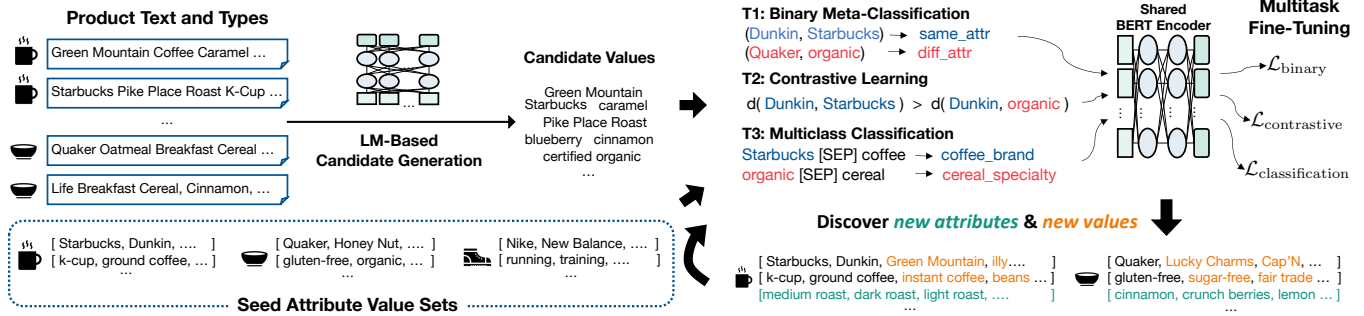 Product Text and Types
Green Mountain Coffee Caramel ...
Starbucks Pike Place Roast K-Cup ...
...
Quaker Oatmeal Breakfast Cereal ...
Life Breakfast Cereal, Cinnamon, ...
...
LM-Based
Candidate Generation
Candidate Values
Green Mountain
Starbucks caramel
Pike Place Roast
blueberry cinnamon
certified organic
...
[ Starbucks, Dunkin, .... ]
[ k-cup, ground coffee, ... ]
...
[ Quaker, Honey Nut, .... ]
[ gluten-free, organic, ... ]
...
[ Nike, New Balance, .... ]
[ running, training, .... ]
...
Seed Attribute Value Sets
T1: Binary Meta-Classification
(Dunkin, Starbucks) → same_attr
(Quaker, organic) → diff_attr
T2: Contrastive Learning
d( Dunkin, Starbucks ) > d( Dunkin, organic )
T3: Multiclass Classification
Starbucks [SEP] coffee → coffee_brand
organic [SEP] cereal → cereal_specialty
Shared
BERT Encoder
... ...
Multitask
Fine-Tuning
ℒbinary
ℒcontrastive
ℒclassification
Discover new attributes & new values
[ Starbucks, Dunkin, Green Mountain, illy.... ]
[ k-cup, ground coffee, instant coffee, beans ... ]
[medium roast, dark roast, light roast, .... ]
...
[ Quaker, Lucky Charms, Cap'N, ... ]
[ gluten-free, sugar-free, fair trade ... ]
[ cinnamon, crunch berries, lemon ... ]
...